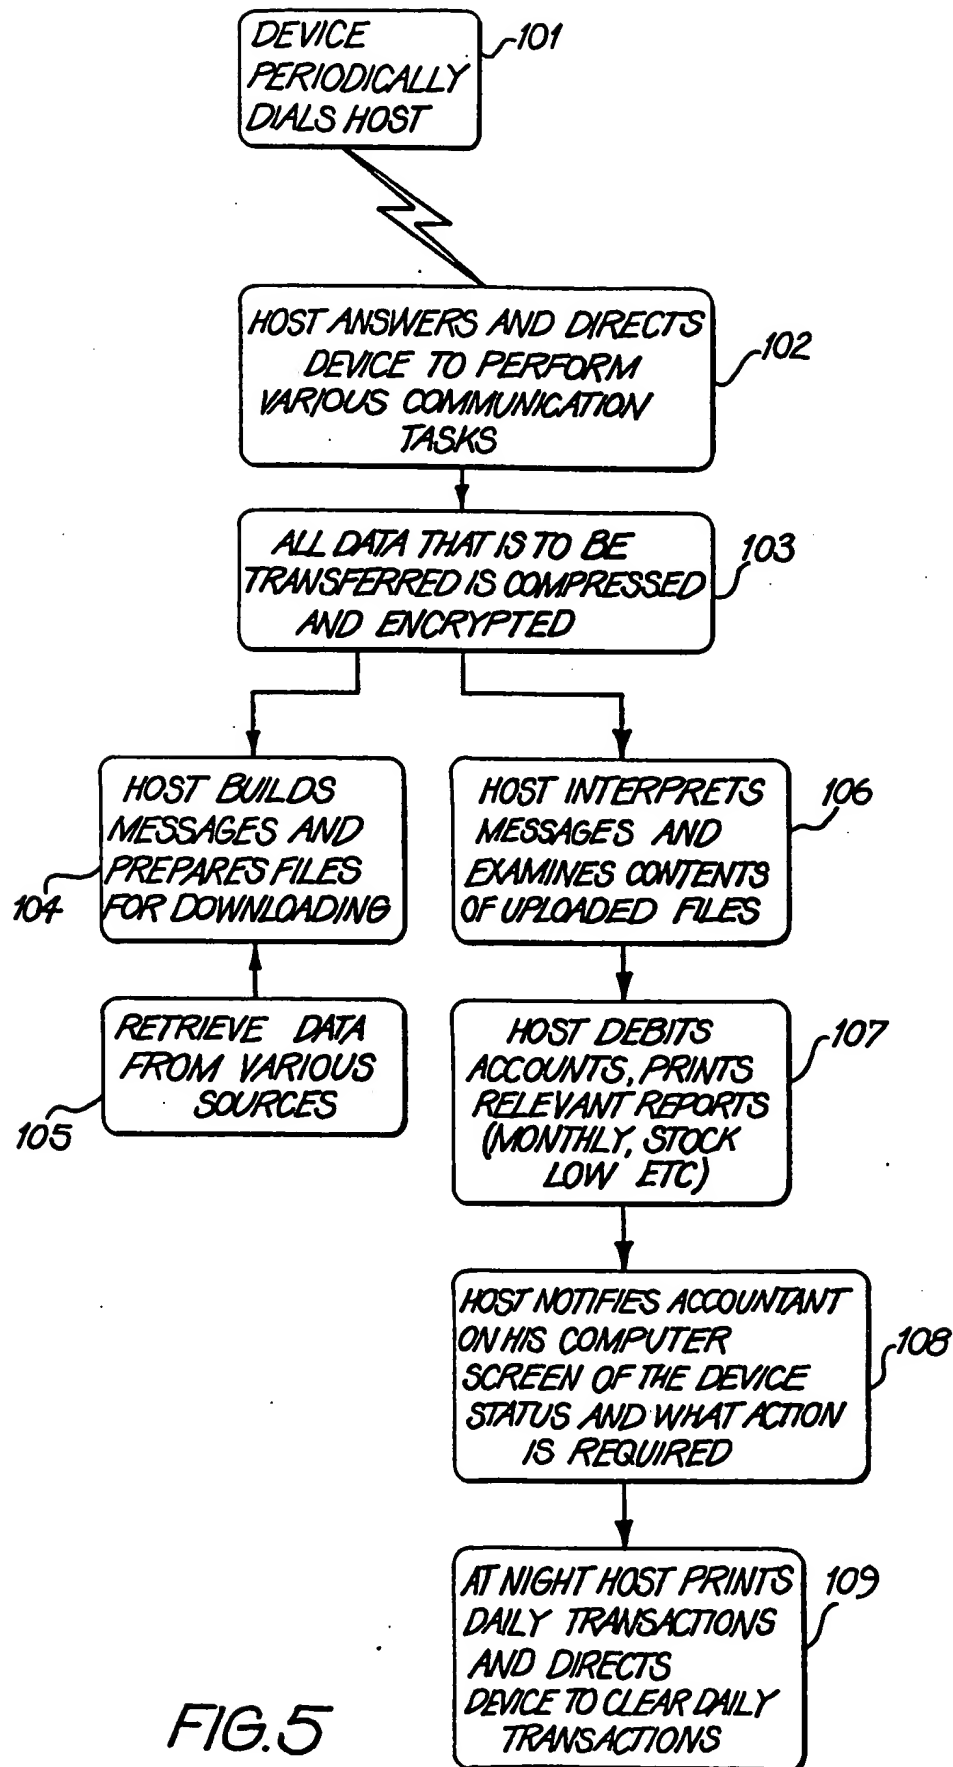 DEVICE
PERIODICALLY
DIALS HOST
101
HOST ANSWERS AND DIRECTS
DEVICE TO PERFORM
VARIOUS COMMUNICATION
TASKS
102
ALL DATA THAT IS TO BE
TRANSFERRED IS COMPRESSED
AND ENCRYPTED
103
HOST BUILDS
MESSAGES AND
PREPARES FILES
FOR DOWNLOADING
104
RETRIEVE DATA
FROM VARIOUS
SOURCES
105
HOST INTERPRETS
MESSAGES AND
EXAMINES CONTENTS
OF UPLOADED FILES
106
HOST DEBITS
ACCOUNTS, PRINTS
RELEVANT REPORTS
(MONTHLY, STOCK
LOW ETC)
107
HOST NOTIFIES ACCOUNTANT
ON HIS COMPUTER
SCREEN OF THE DEVICE
STATUS AND WHAT ACTION
IS REQUIRED
108
AT NIGHT HOST PRINTS
DAILY TRANSACTIONS
AND DIRECTS
DEVICE TO CLEAR DAILY
TRANSACTIONS
109
FIG.5